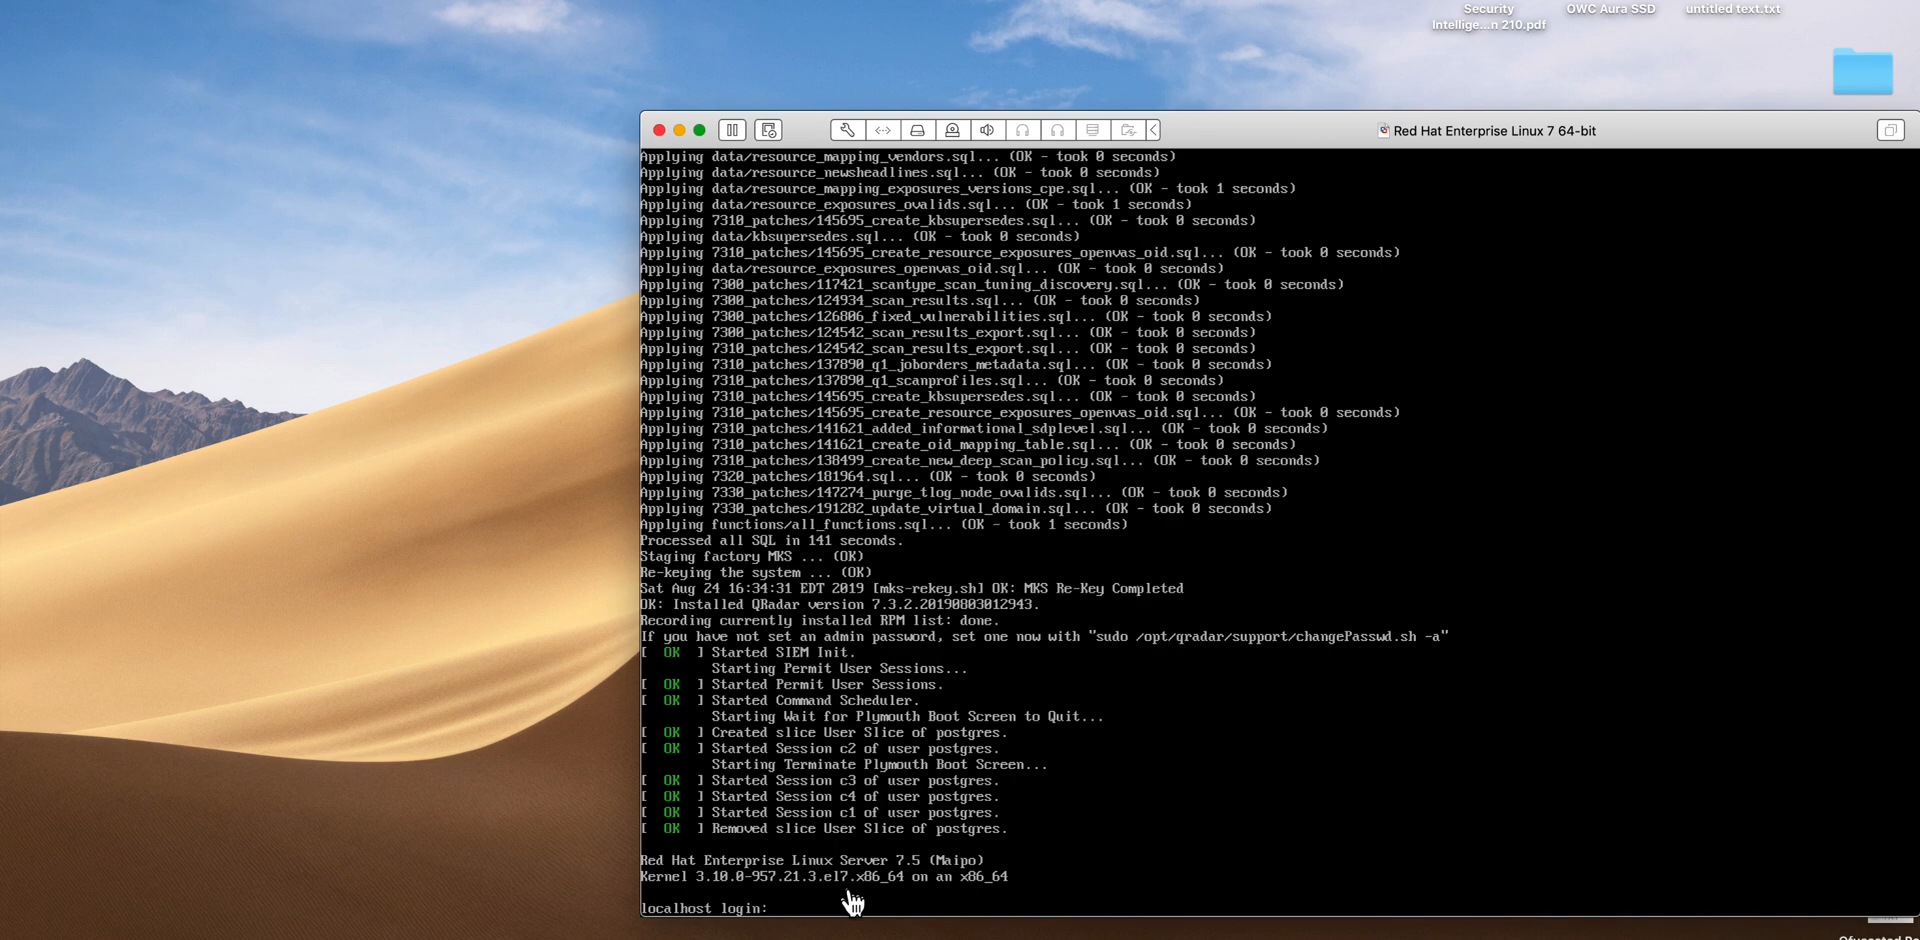 Security
Intellige...n 210.pdf
OWC Aura SSD
untitled text.txt
Red Hat Enterprise Linux 7 64-bit
Applying data/resource_mapping_vendors.sql... (OK - took 0 seconds)
Applying data/resource_newsheadlines.sql... (OK - took 0 seconds)
Applying data/resource_mapping_exposures_versions_cpe.sql... (OK - took 1 seconds)
Applying data/resource_exposures_ovalids.sql... (OK - took 1 seconds)
Applying 7310_patches/145695_create_kbsupersedes.sql... (OK - took 0 seconds)
Applying data/kbsupersedes.sql... (OK - took 0 seconds)
Applying 7310_patches/145695_create_resource_exposures_openvas_oid.sql... (OK - took 0 seconds)
Applying data/resource_exposures_openvas_oid.sql... (OK - took 0 seconds)
Applying 7300_patches/117421_scantype_scan_tuning_discovery.sql... (OK - took 0 seconds)
Applying 7300_patches/124934_scan_results.sql... (OK - took 0 seconds)
Applying 7300_patches/126806_fixed_vulnerabilities.sql... (OK - took 0 seconds)
Applying 7300_patches/124542_scan_results_export.sql... (OK - took 0 seconds)
Applying 7300_patches/124542_scan_results_export.sql... (OK - took 0 seconds)
Applying 7310_patches/137890_q1_joborders_metadata.sql... (OK - took 0 seconds)
Applying 7310_patches/137890_q1_scanprofiles.sql... (OK - took 0 seconds)
Applying 7310_patches/145695_create_kbsupersedes.sql... (OK - took 0 seconds)
Applying 7310_patches/145695_create_resource_exposures_openvas_oid.sql... (OK - took 0 seconds)
Applying 7310_patches/141621_added_informational_sdplevel.sql... (OK - took 0 seconds)
Applying 7310_patches/141621_create_oid_mapping_table.sql... (OK - took 0 seconds)
Applying 7310_patches/138499_create_new_deep_scan_policy.sql... (OK - took 0 seconds)
Applying 7320_patches/181964.sql... (OK - took 0 seconds)
Applying 7330_patches/147274_purge_tlog_node_ovalids.sql... (OK - took 0 seconds)
Applying 7330_patches/191282_update_virtual_domain.sql... (OK - took 0 seconds)
Applying functions/all_functions.sql... (OK - took 1 seconds)
Processed all SQL in 141 seconds.
Staging factory MKS ... (OK)
Re-keying the system ... (OK)
Sat Aug 24 16:34:31 EDT 2019 [mks-rekey.sh] OK: MKS Re-Key Completed
OK: Installed QRadar version 7.3.2.20190803012943.
Recording currently installed RPM list: done.
If you have not set an admin password, set one now with "sudo /opt/qradar/support/changePasswd.sh -a"
[  OK  ] Started SIEM Init.
Starting Permit User Sessions...
[  OK  ] Started Permit User Sessions.
[  OK  ] Started Command Scheduler.
Starting Wait for Plymouth Boot Screen to Quit...
[  OK  ] Created slice User Slice of postgres.
[  OK  ] Started Session c2 of user postgres.
Starting Terminate Plymouth Boot Screen...
[  OK  ] Started Session c3 of user postgres.
[  OK  ] Started Session c4 of user postgres.
[  OK  ] Started Session c1 of user postgres.
[  OK  ] Removed slice User Slice of postgres.
Red Hat Enterprise Linux Server 7.5 (Maipo)
Kernel 3.10.0-957.21.3.el7.x86_64 on an x86_64
localhost login: